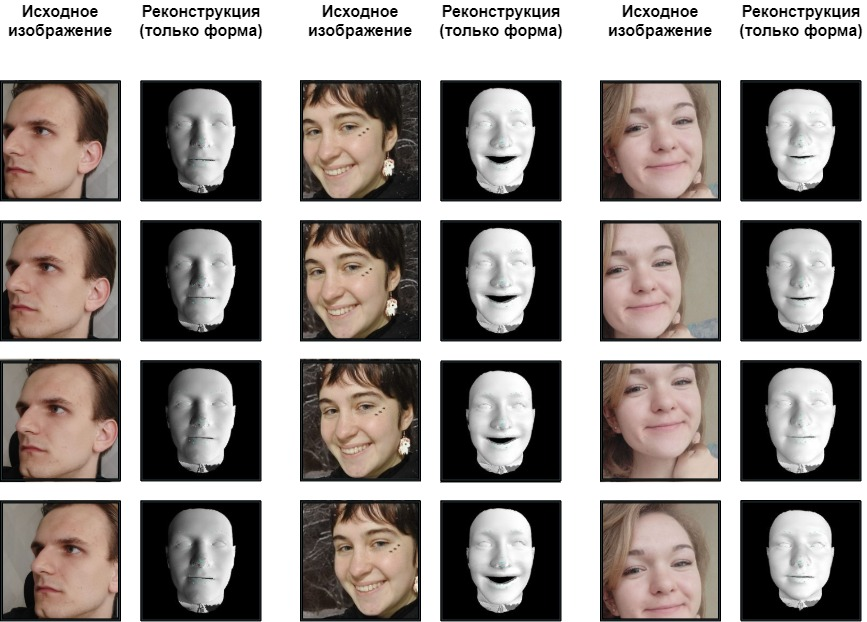 Исходное
изображение
Реконструкция
(только форма)
Исходное
изображение
Реконструкция
(только форма)
Исходное
изображение
Реконструкция
(только форма)